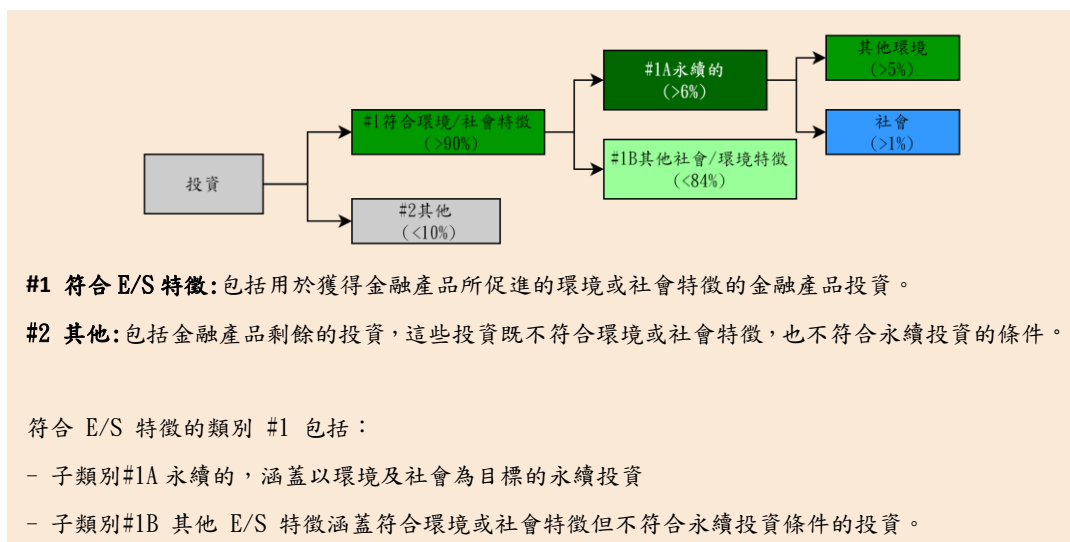 其他環境
(>5%)
#1A永續的
(>6%)
#1符合環境/社會特徵
(>90%)
社會
(>1%)
#1B其他社會/環境特徵
(<84%)
投資
#2其他
(<10%)
#1 符合 E/S 特徵:包括用於獲得金融產品所促進的環境或社會特徵的金融產品投資。
#2 其他:包括金融產品剩餘的投資，這些投資既不符合環境或社會特徵，也不符合永續投資的條件。
符合 E/S 特徵的類別 #1 包括：
- 子類別#1A 永續的，涵蓋以環境及社會為目標的永續投資
- 子類別#1B 其他 E/S 特徵涵蓋符合環境或社會特徵但不符合永續投資條件的投資。